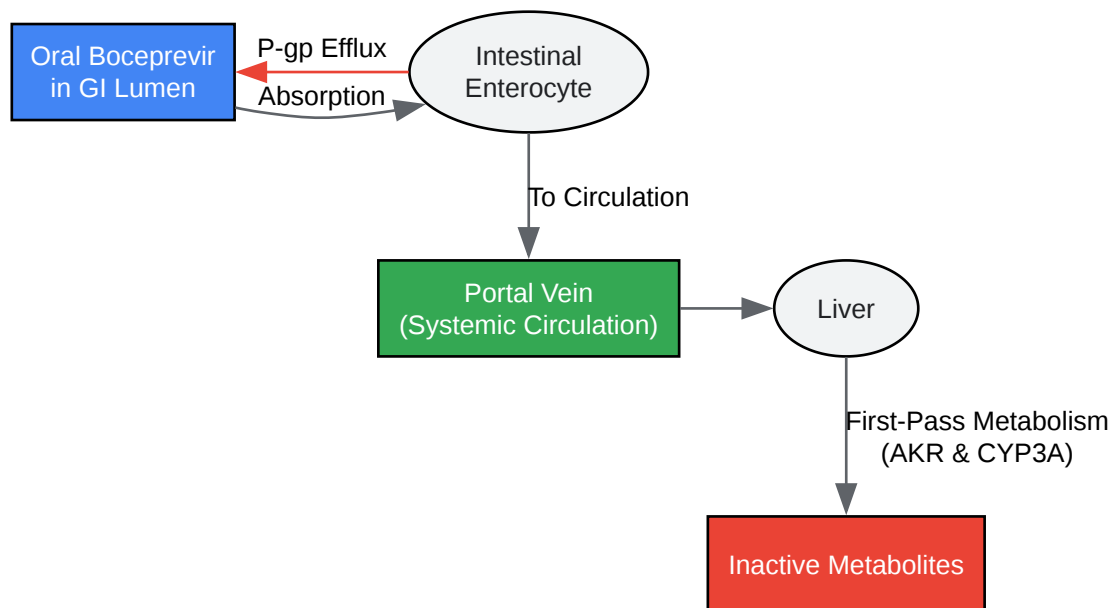 Oral Boceprevir
in GI Lumen
P-gp Efflux
Absorption
Intestinal
Enterocyte
To Circulation
Portal Vein
(Systemic Circulation)
Liver
First-Pass Metabolism
(AKR & CYP3A)
Inactive Metabolites